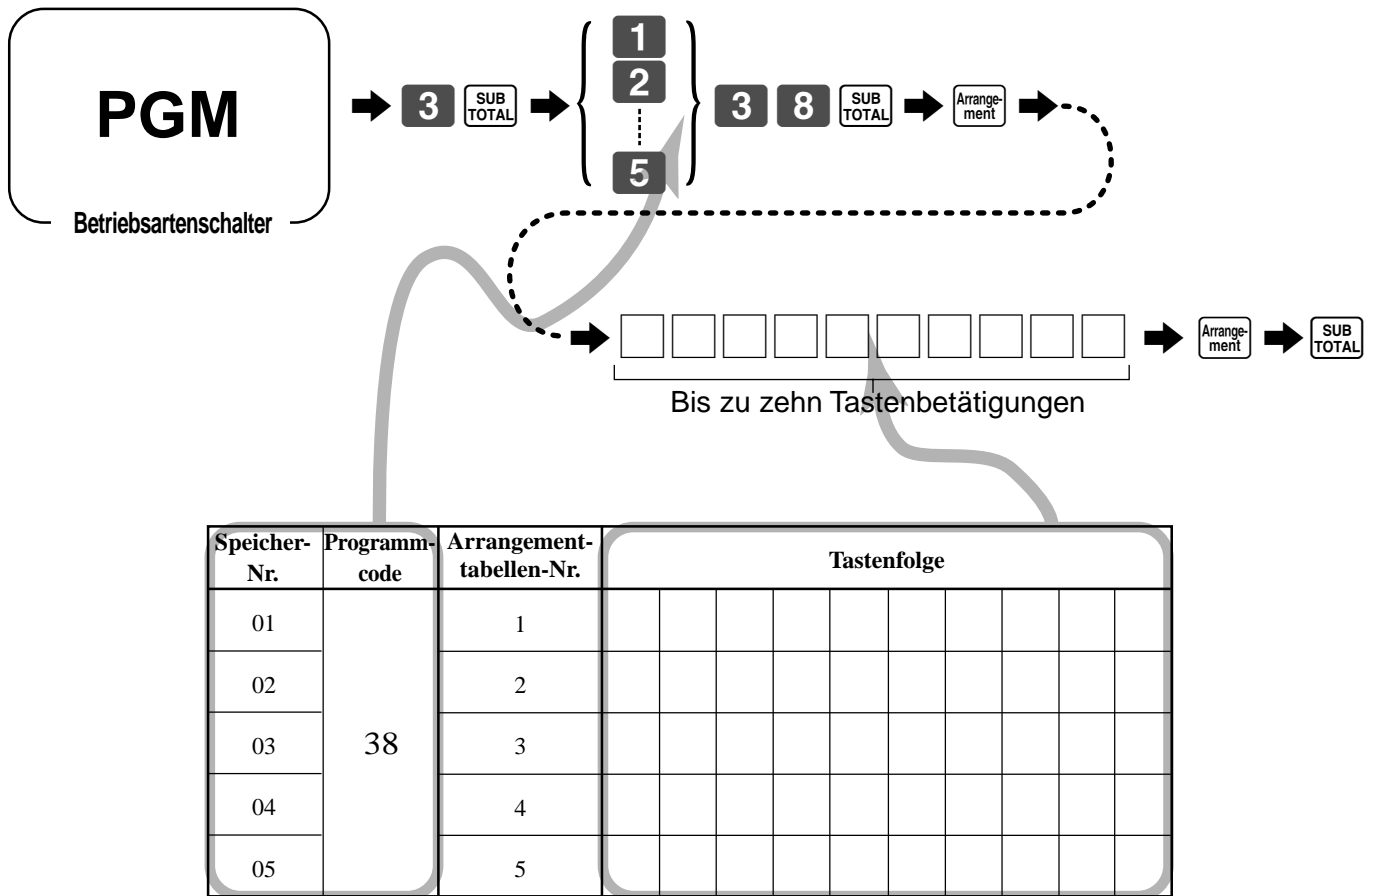 PGM
Betriebsartenschalter
3 SUB TOTAL
1
2
5
3 8 SUB TOTAL
Arrange-
ment
Arrange-
ment
SUB
TOTAL
Bis zu zehn Tastenbetätigungen
Speicher-Nr. Programm-code Arrangement-tabellen-Nr. Tastenfolge
01 1
02 2
03 38 3
04 4
05 5